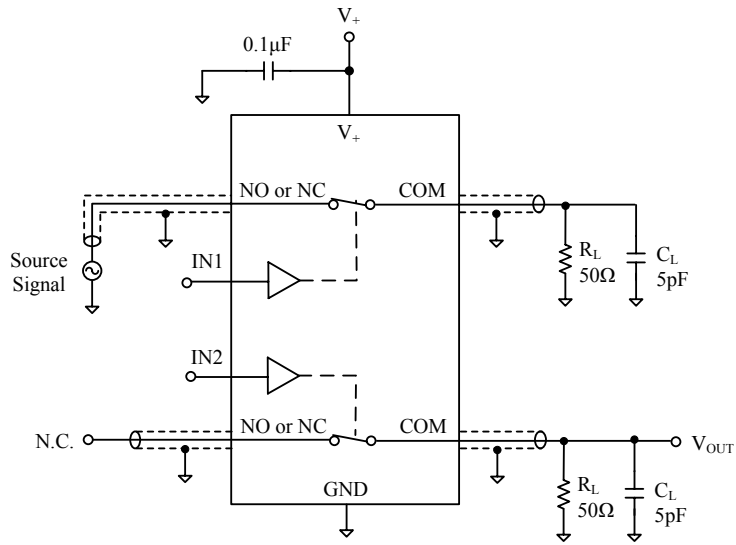 V+
0.1µF
V+
NO or NC
COM
Source
Signal
IN1
RL
50Ω
CL
5pF
IN2
N.C.
NO or NC
COM
VOUT
GND
RL
50Ω
CL
5pF